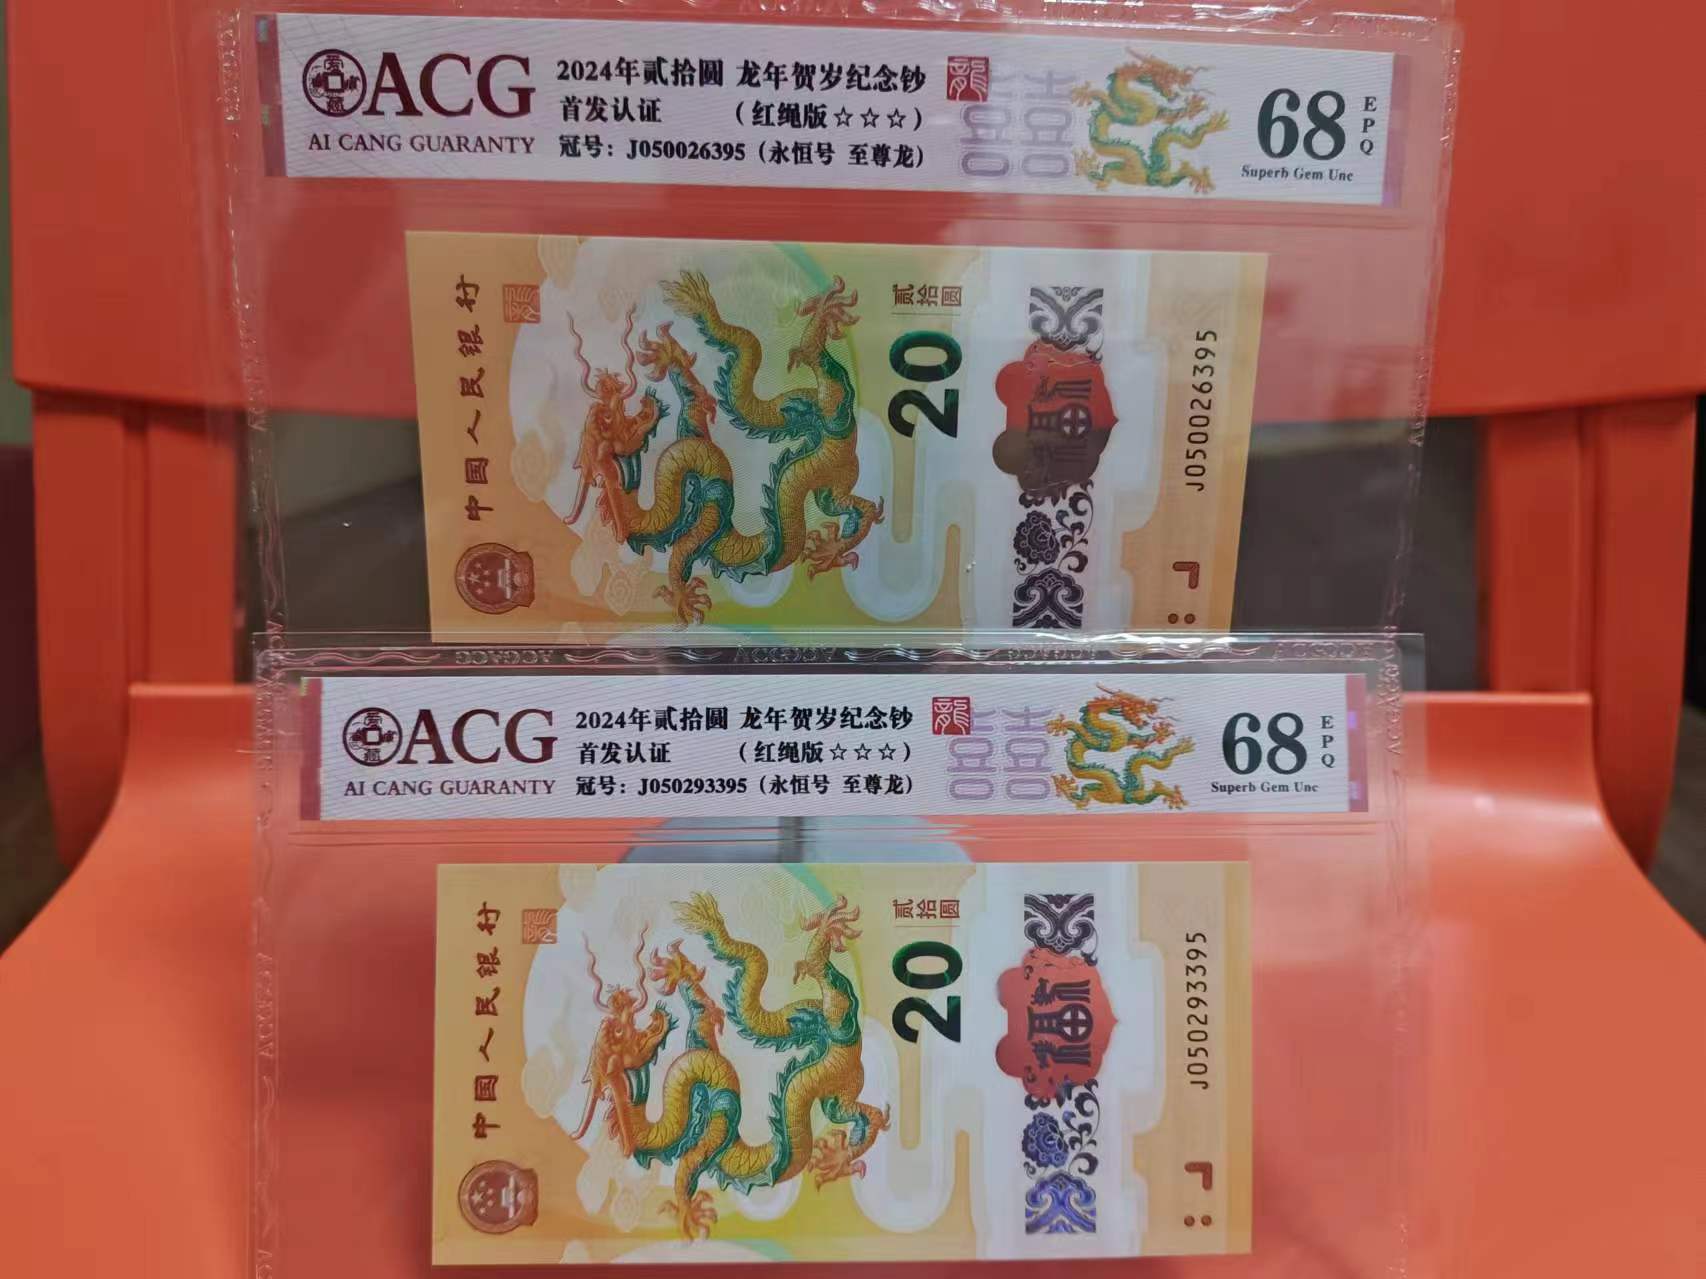 ACG
AI CANG GUARANTY
2024年贰拾圆 龙年贺岁纪念钞
首发认证 （红绳版☆☆☆）
冠号：J050026395（永恒号 至尊龙）
68
EPQ
Superb Gem Unc
中国人民银行
贰拾圆
20
福
J050026395
ACG
AI CANG GUARANTY
2024年贰拾圆 龙年贺岁纪念钞
首发认证 （红绳版☆☆☆）
冠号：J050293395（永恒号 至尊龙）
68
EPQ
Superb Gem Unc
中国人民银行
贰拾圆
20
福
J050293395